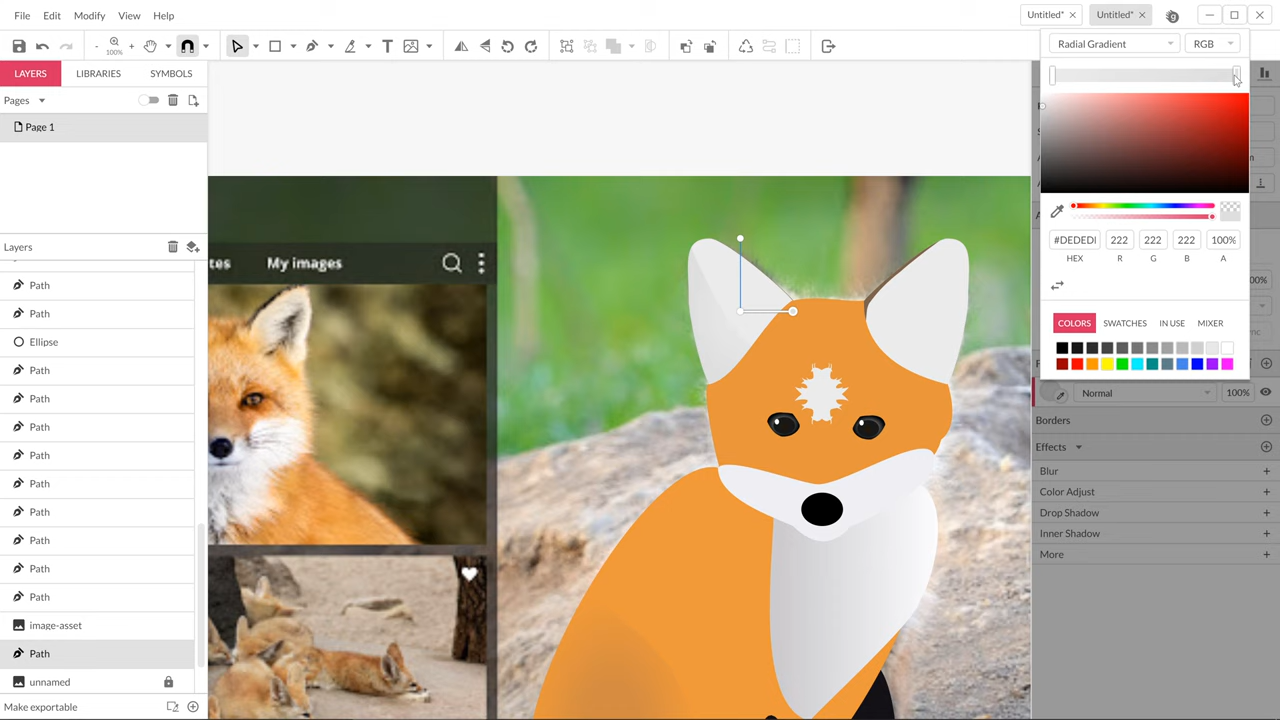 File Edit Modify View Help
Untitled* Untitled*
- 100% +
Radial Gradient RGB
LAYERS LIBRARIES SYMBOLS
Pages
Page 1
Layers
Path
Path
Ellipse
Path
Path
Path
Path
Path
Path
Path
Path
Path
image-asset
Path
unnamed
Make exportable
tes My images
#DEDEDI 222 222 222 100%
HEX R G B A
COLORS SWATCHES IN USE MIXER
Normal 100%
Borders
Effects
Blur
Color Adjust
Drop Shadow
Inner Shadow
More